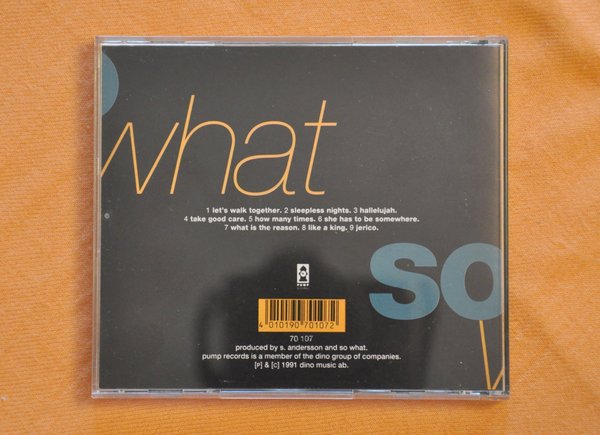 what
1 let's walk together. 2 sleepless nights. 3 hallelujah.
4 take good care. 5 how many times. 6 she has to be somewhere.
7 what is the reason. 8 like a king. 9 jerico.
so
PUMP
4 010190 701072
70 107
produced by s. andersson and so what.
pump records is a member of the dino group of companies.
[p] & [c] 1991 dino music ab.